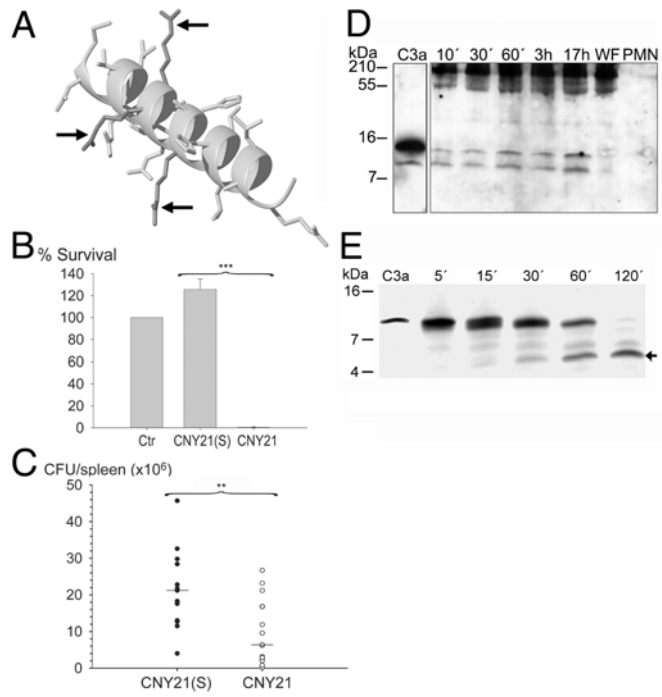 A
B
% Survival
***
140
120
100
80
60
40
20
0
Ctr CNY21(S) CNY21
C
CFU/spleen (x10⁶)
**
50
40
30
20
10
0
CNY21(S) CNY21
D
kDa C3a 10´ 30´ 60´ 3h 17h WF PMN
210
55
16
7
E
kDa C3a 5´ 15´ 30´ 60´ 120´
16
7
4